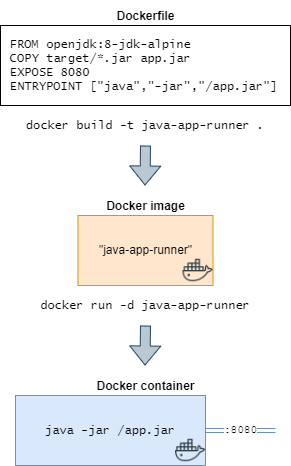 Dockerfile
FROM openjdk:8-jdk-alpine
COPY target/*.jar app.jar
EXPOSE 8080
ENTRYPOINT ["java","-jar","/app.jar"]
docker build -t java-app-runner .
Docker image
"java-app-runner"
docker run -d java-app-runner
Docker container
java -jar /app.jar
:8080